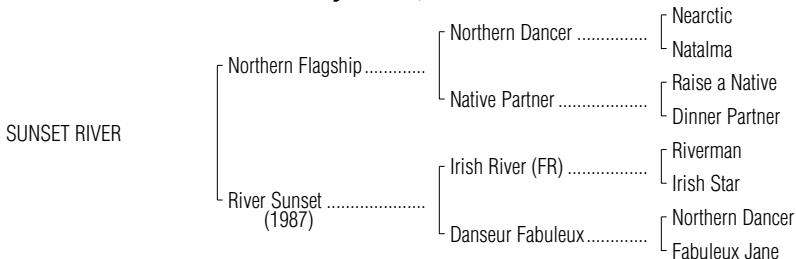 Nearctic
Northern Dancer ...............
Natalma
Northern Flagship .............
Raise a Native
Native Partner ...................
Dinner Partner
SUNSET RIVER
Riverman
Irish River (FR) ..................
Irish Star
River Sunset .....................
(1987)
Northern Dancer
Danseur Fabuleux .............
Fabuleux Jane